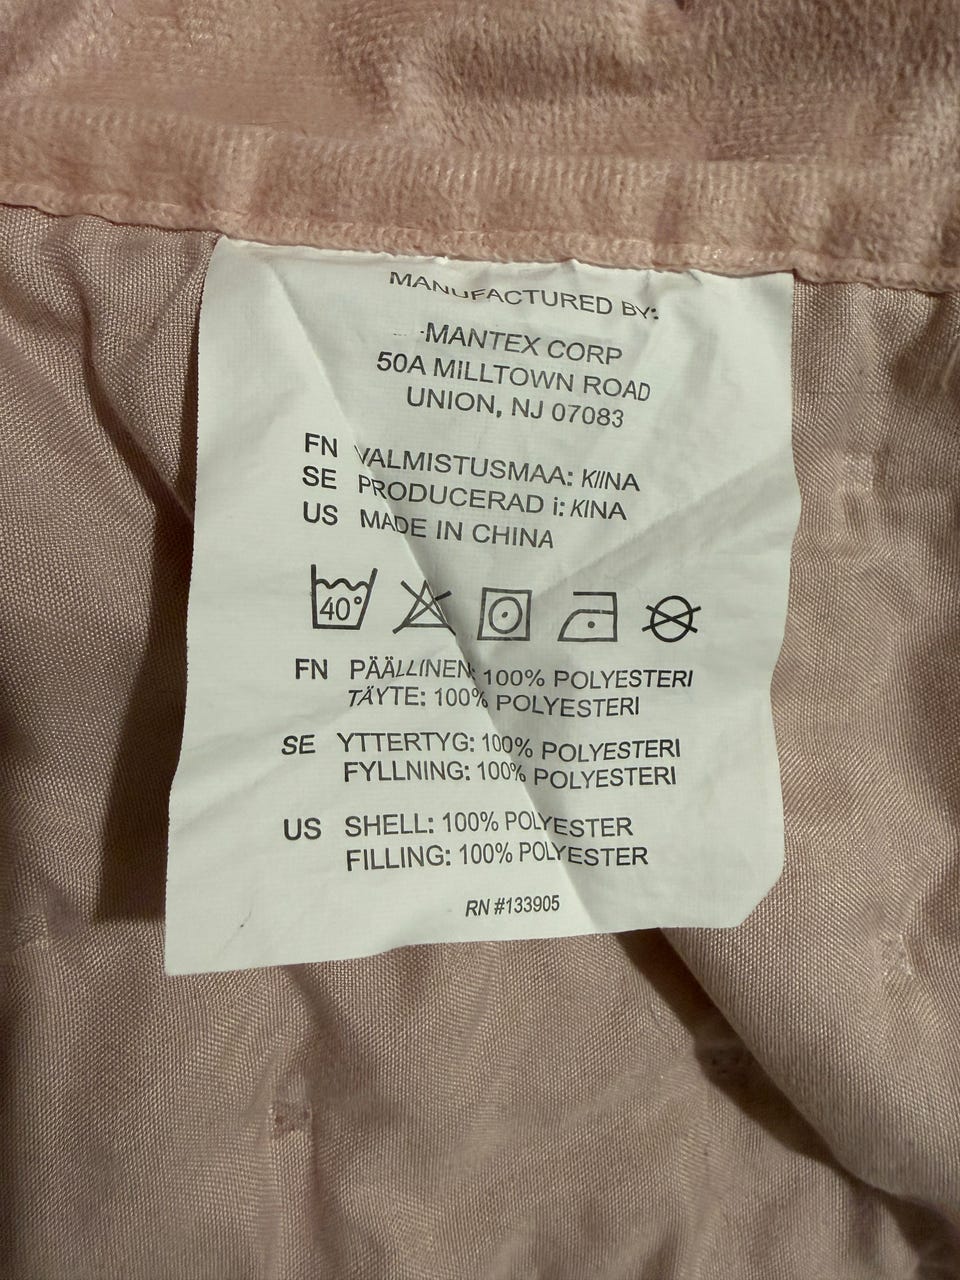 MANUFACTURED BY:
MANTEX CORP
50A MILLTOWN ROAD
UNION, NJ 07083
FN VALMISTUSMAA: KIINA
SE PRODUCERAD i: KINA
US MADE IN CHINA
40°
FN PÄÄLLINEN: 100% POLYESTERI
TÄYTE: 100% POLYESTERI
SE YTTERTYG: 100% POLYESTERI
FYLLNING: 100% POLYESTERI
US SHELL: 100% POLYESTER
FILLING: 100% POLYESTER
RN #133905